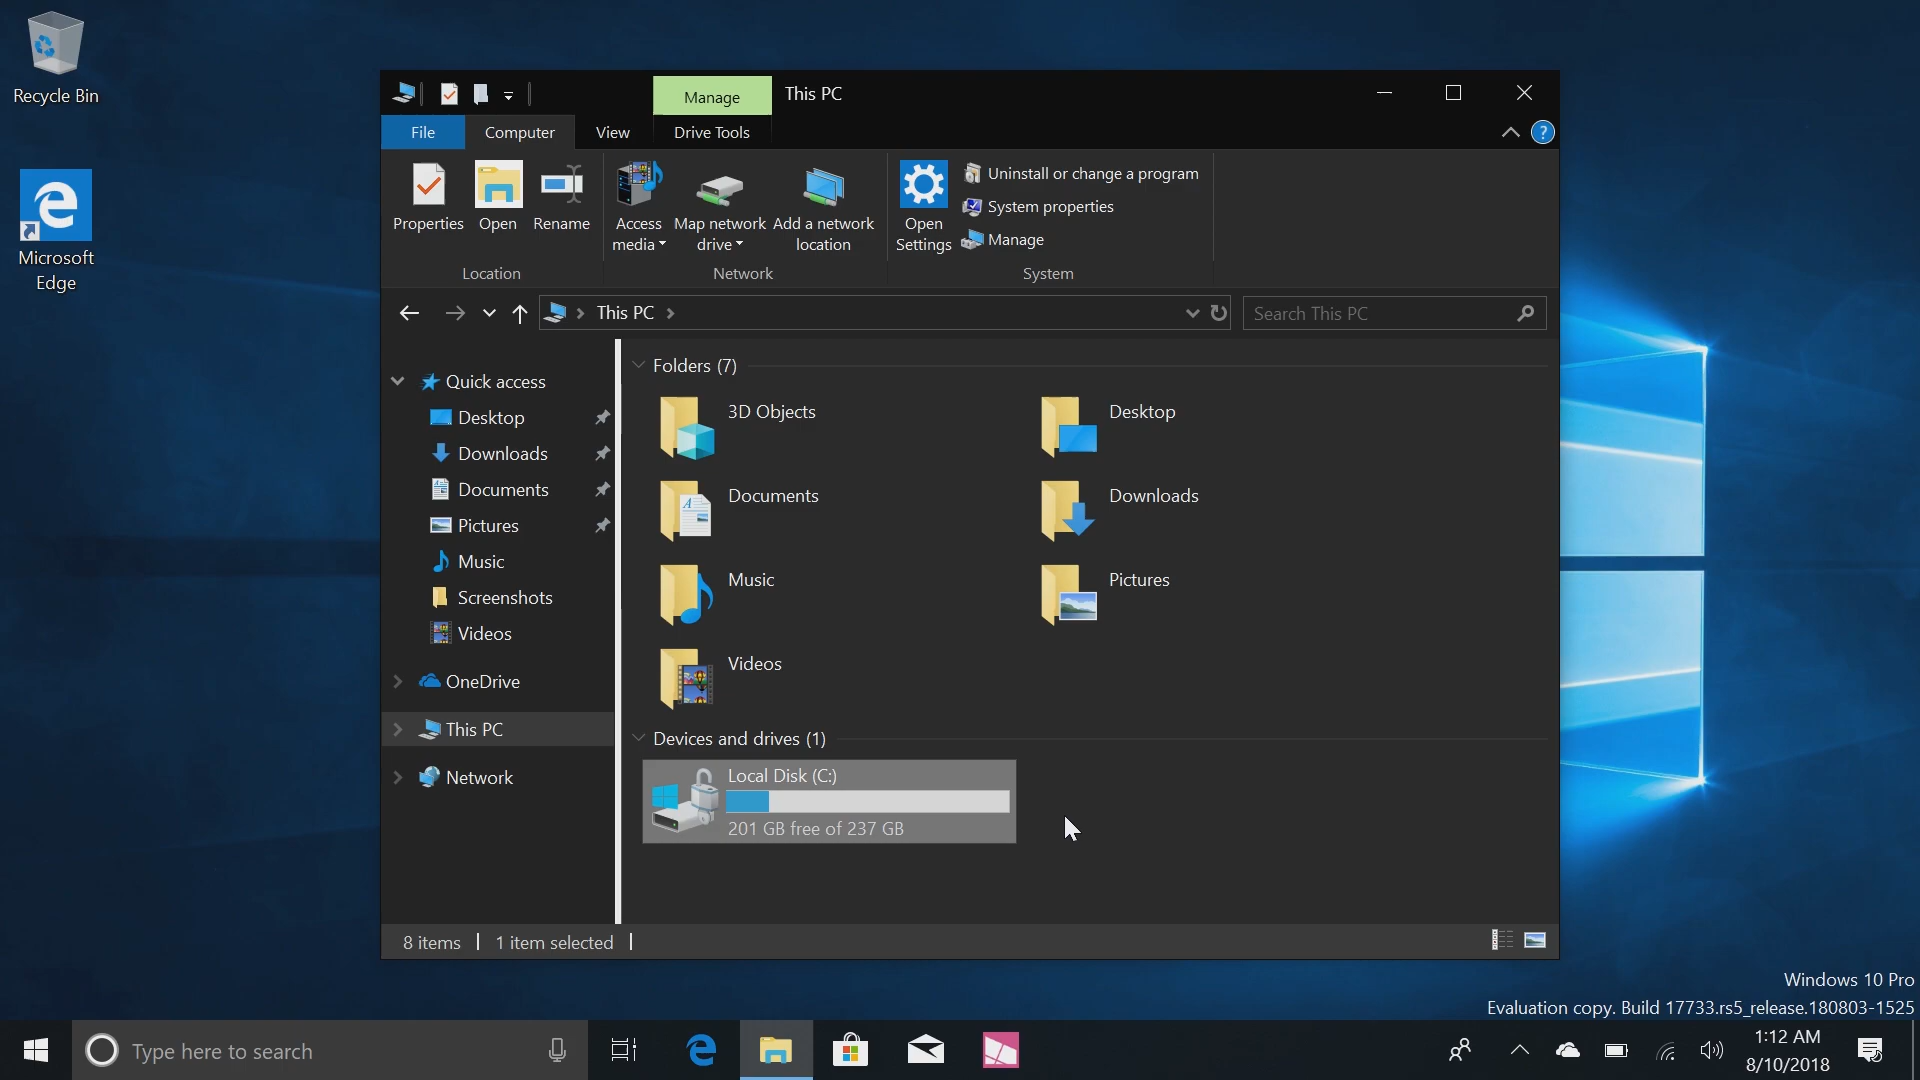 Recycle Bin
Microsoft
Edge
Manage
This PC
File
Computer
View
Drive Tools
Properties
Open
Rename
Access
media
Map network
drive
Add a network
location
Open
Settings
Uninstall or change a program
System properties
Manage
Location
Network
System
This PC
Search This PC
Quick access
Desktop
Downloads
Documents
Pictures
Music
Screenshots
Videos
OneDrive
This PC
Network
Folders (7)
3D Objects
Desktop
Documents
Downloads
Music
Pictures
Videos
Devices and drives (1)
Local Disk (C:)
201 GB free of 237 GB
8 items
1 item selected
Windows 10 Pro
Evaluation copy. Build 17733.rs5_release.180803-1525
Type here to search
1:12 AM
8/10/2018